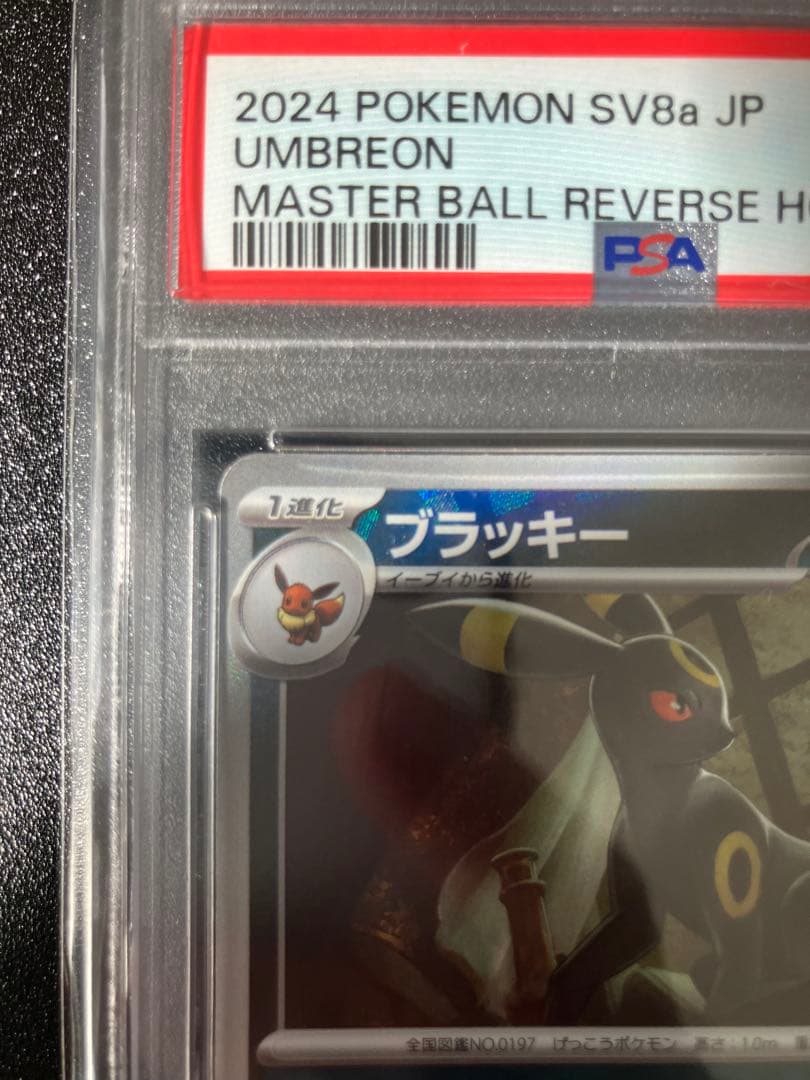 2024 POKEMON SV8a JP
UMBREON
MASTER BALL REVERSE
PSA
1進化
ブラッキー
イーブイから進化
全国図鑑NO.0197 げっこうポケモン 高さ:1.0m